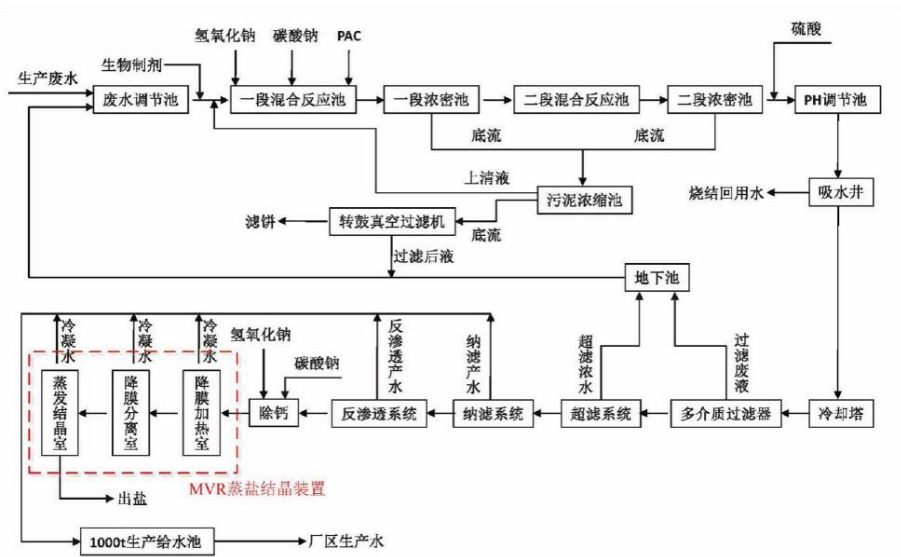 氢氧化钠
碳酸钠
PAC
硫酸
生物制剂
生产废水
废水调节池
一段混合反应池
一段浓密池
二段混合反应池
二段浓密池
PH调节池
底流
底流
上消液
污泥浓缩池
烧结回用水
吸水井
滤饼
转鼓真空过滤机
底流
过滤后液
地下池
冷凝水
冷凝水
冷凝水
氢氧化钠
碳酸钠
反渗透产水
纳滤产水
超滤浓水
过滤废液
蒸发结晶室
降膜分离室
降膜加热室
除钙
反渗透系统
纳滤系统
超滤系统
多介质过滤器
冷却塔
MVR蒸盐结晶装置
出盐
1000t生产给水池
厂区生产水